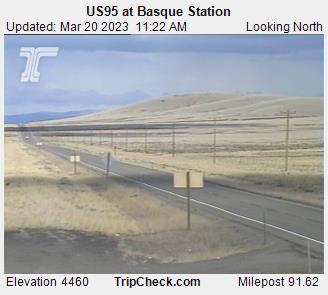 US95 at Basque Station
Updated: Mar 20 2023 11:22 AM Looking North
Elevation 4460 TripCheck.com Milepost 91.62